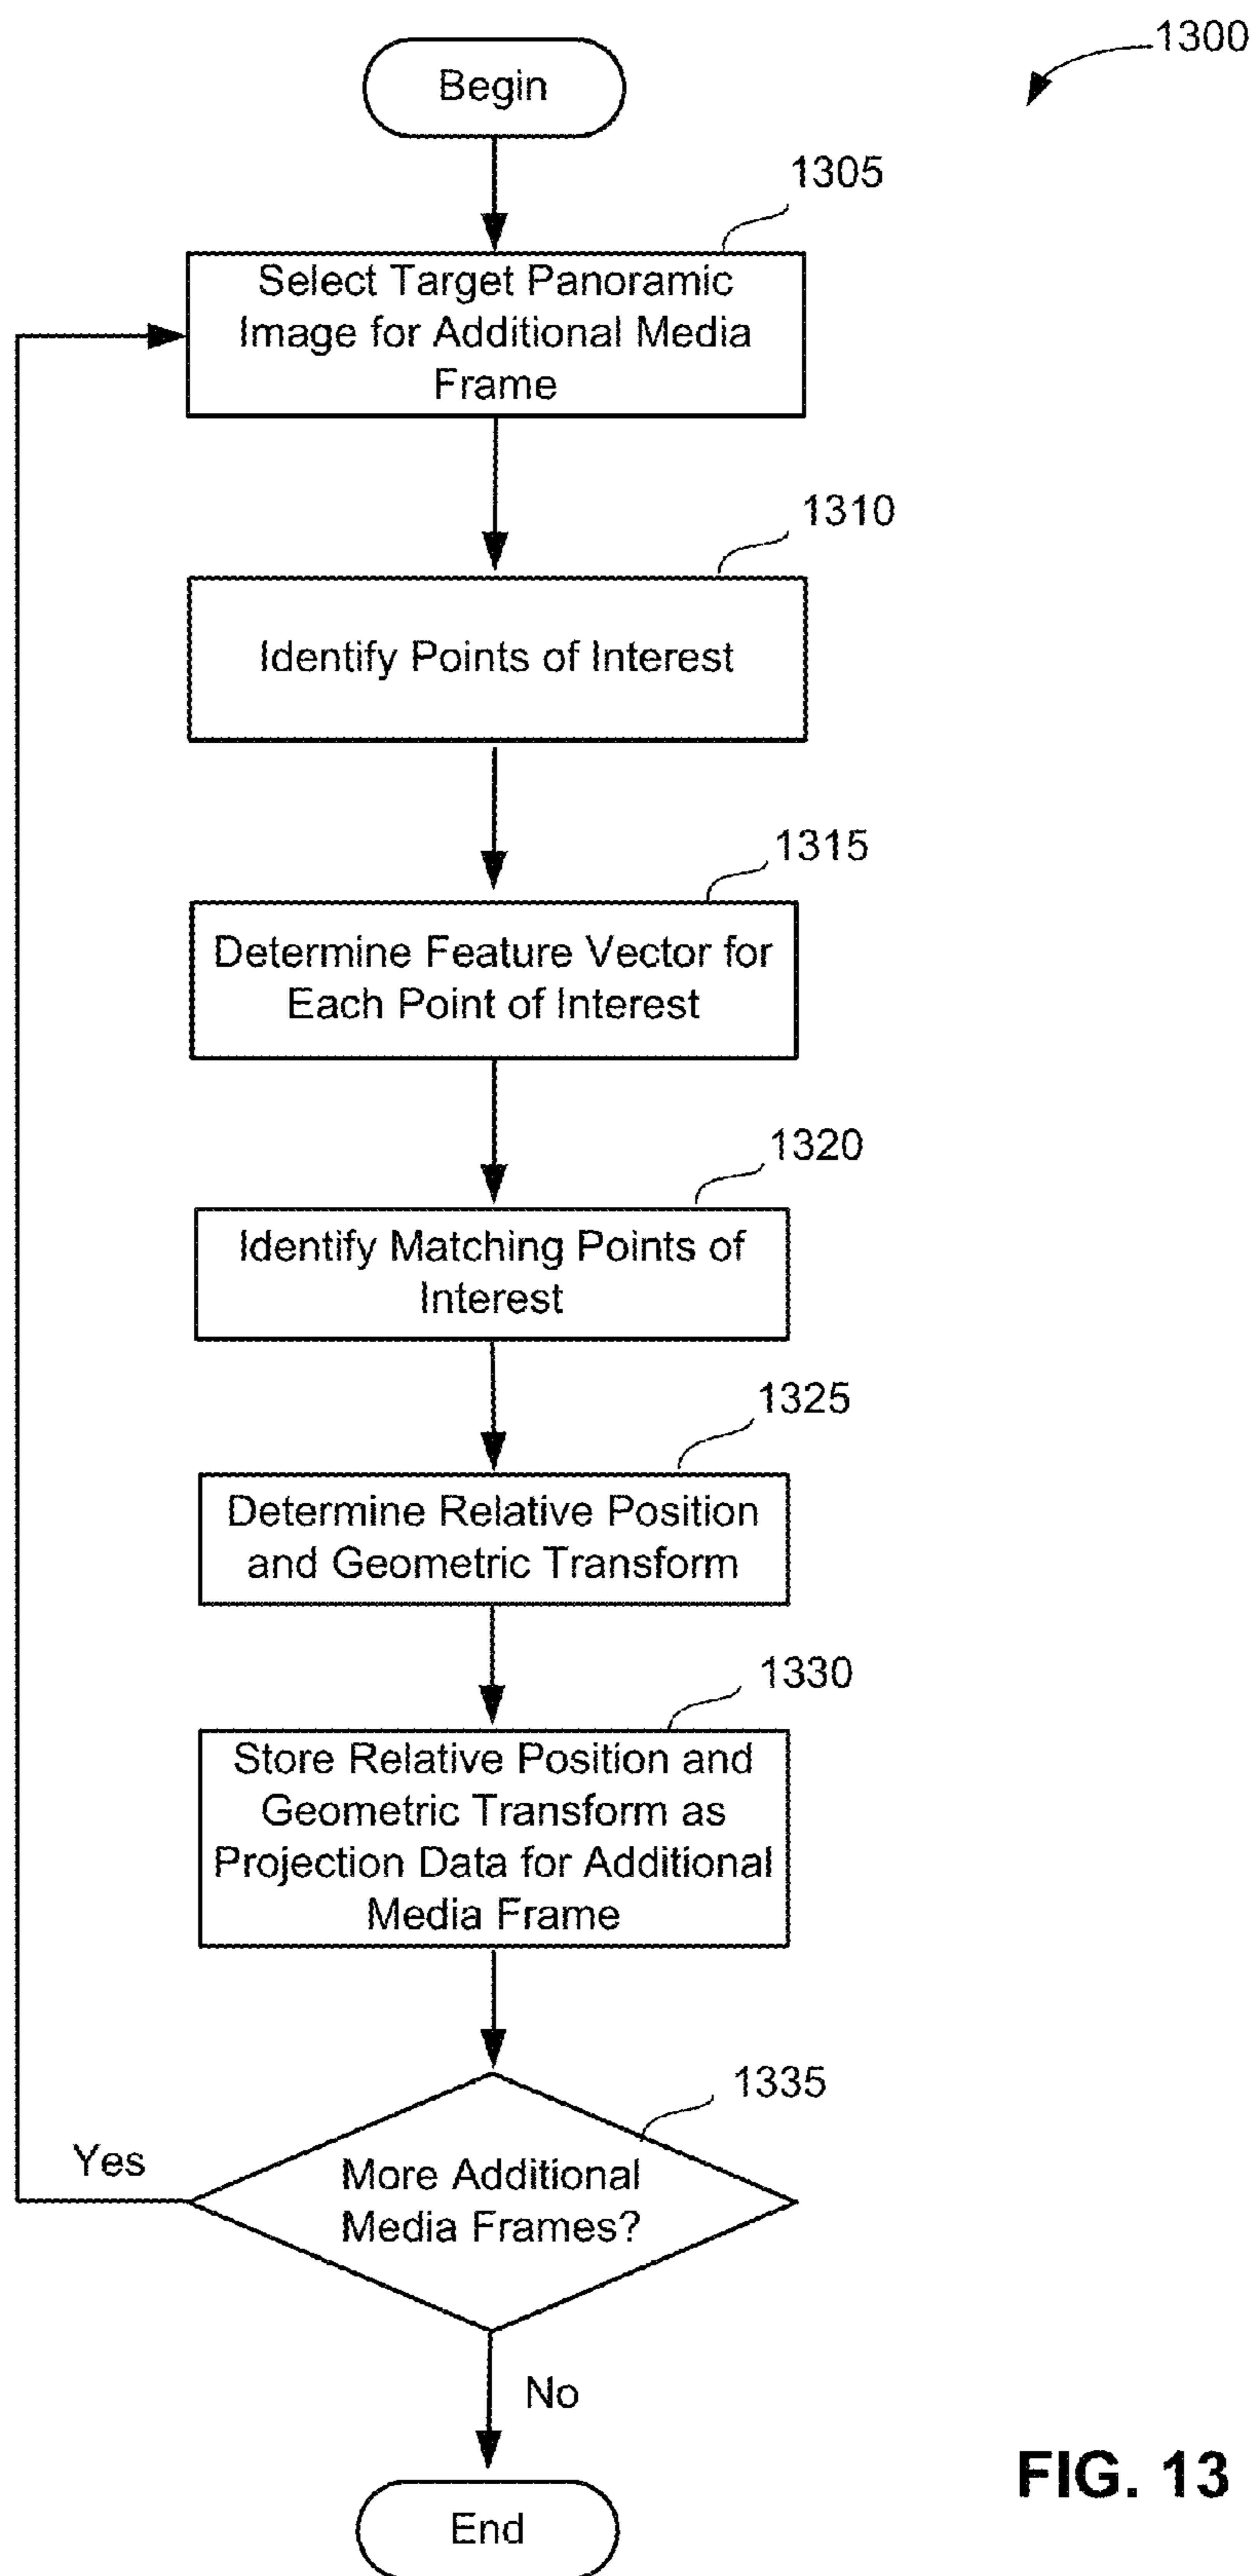 1300
Begin
1305
Select Target Panoramic
Image for Additional Media
Frame
1310
Identify Points of Interest
1315
Determine Feature Vector for
Each Point of Interest
1320
Identify Matching Points of
Interest
1325
Determine Relative Position
and Geometric Transform
1330
Store Relative Position and
Geometric Transform as
Projection Data for Additional
Media Frame
1335
Yes
More Additional
Media Frames?
No
FIG. 13
End